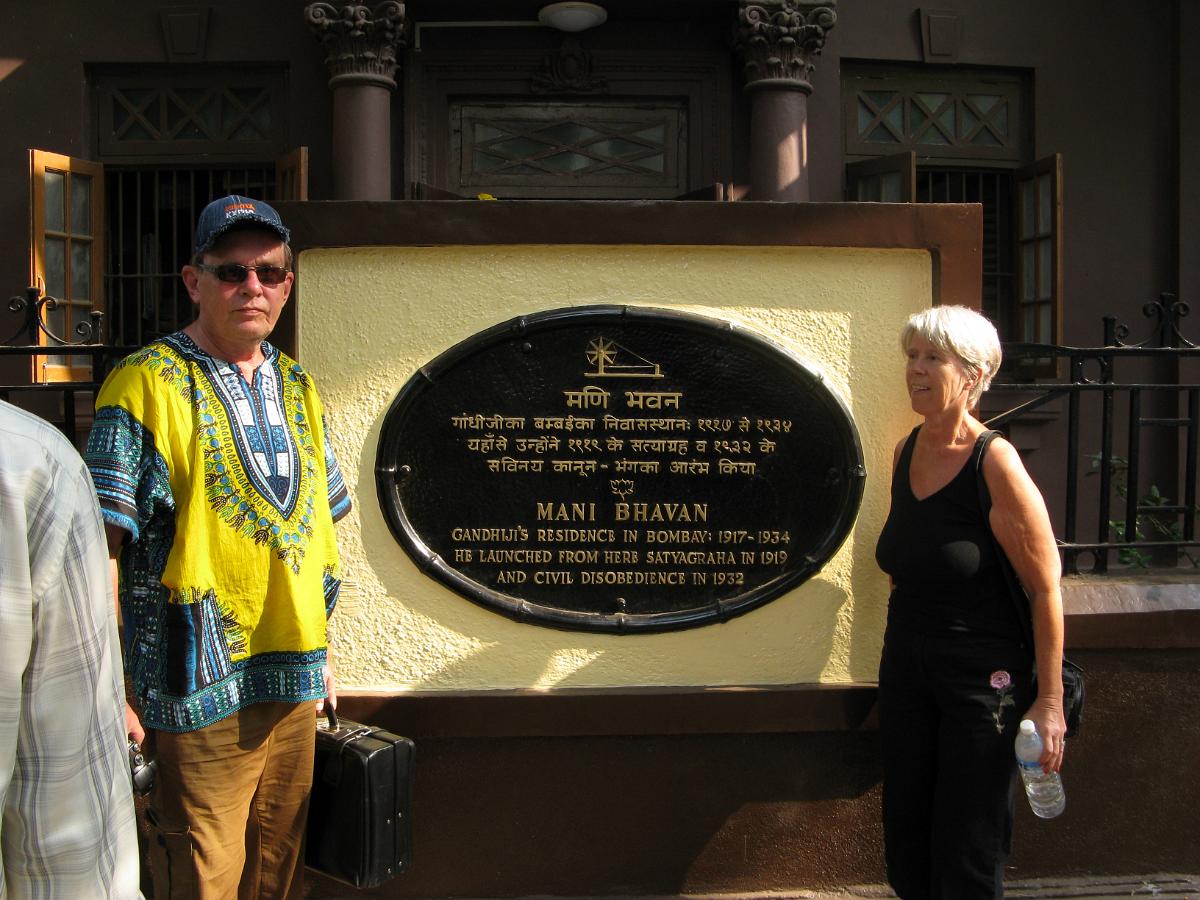 मणि भवन
गांधीजीका बम्बईका निवासस्थान: १९१७ से १९३४
यहाँसे उन्होंने १९१९ के सत्याग्रह व १९३२ के
सविनय कानून-भंगका आरंभ किया
MANI BHAVAN
GANDHIJI'S RESIDENCE IN BOMBAY: 1917-1934
HE LAUNCHED FROM HERE SATYAGRAHA IN 1919
AND CIVIL DISOBEDIENCE IN 1932